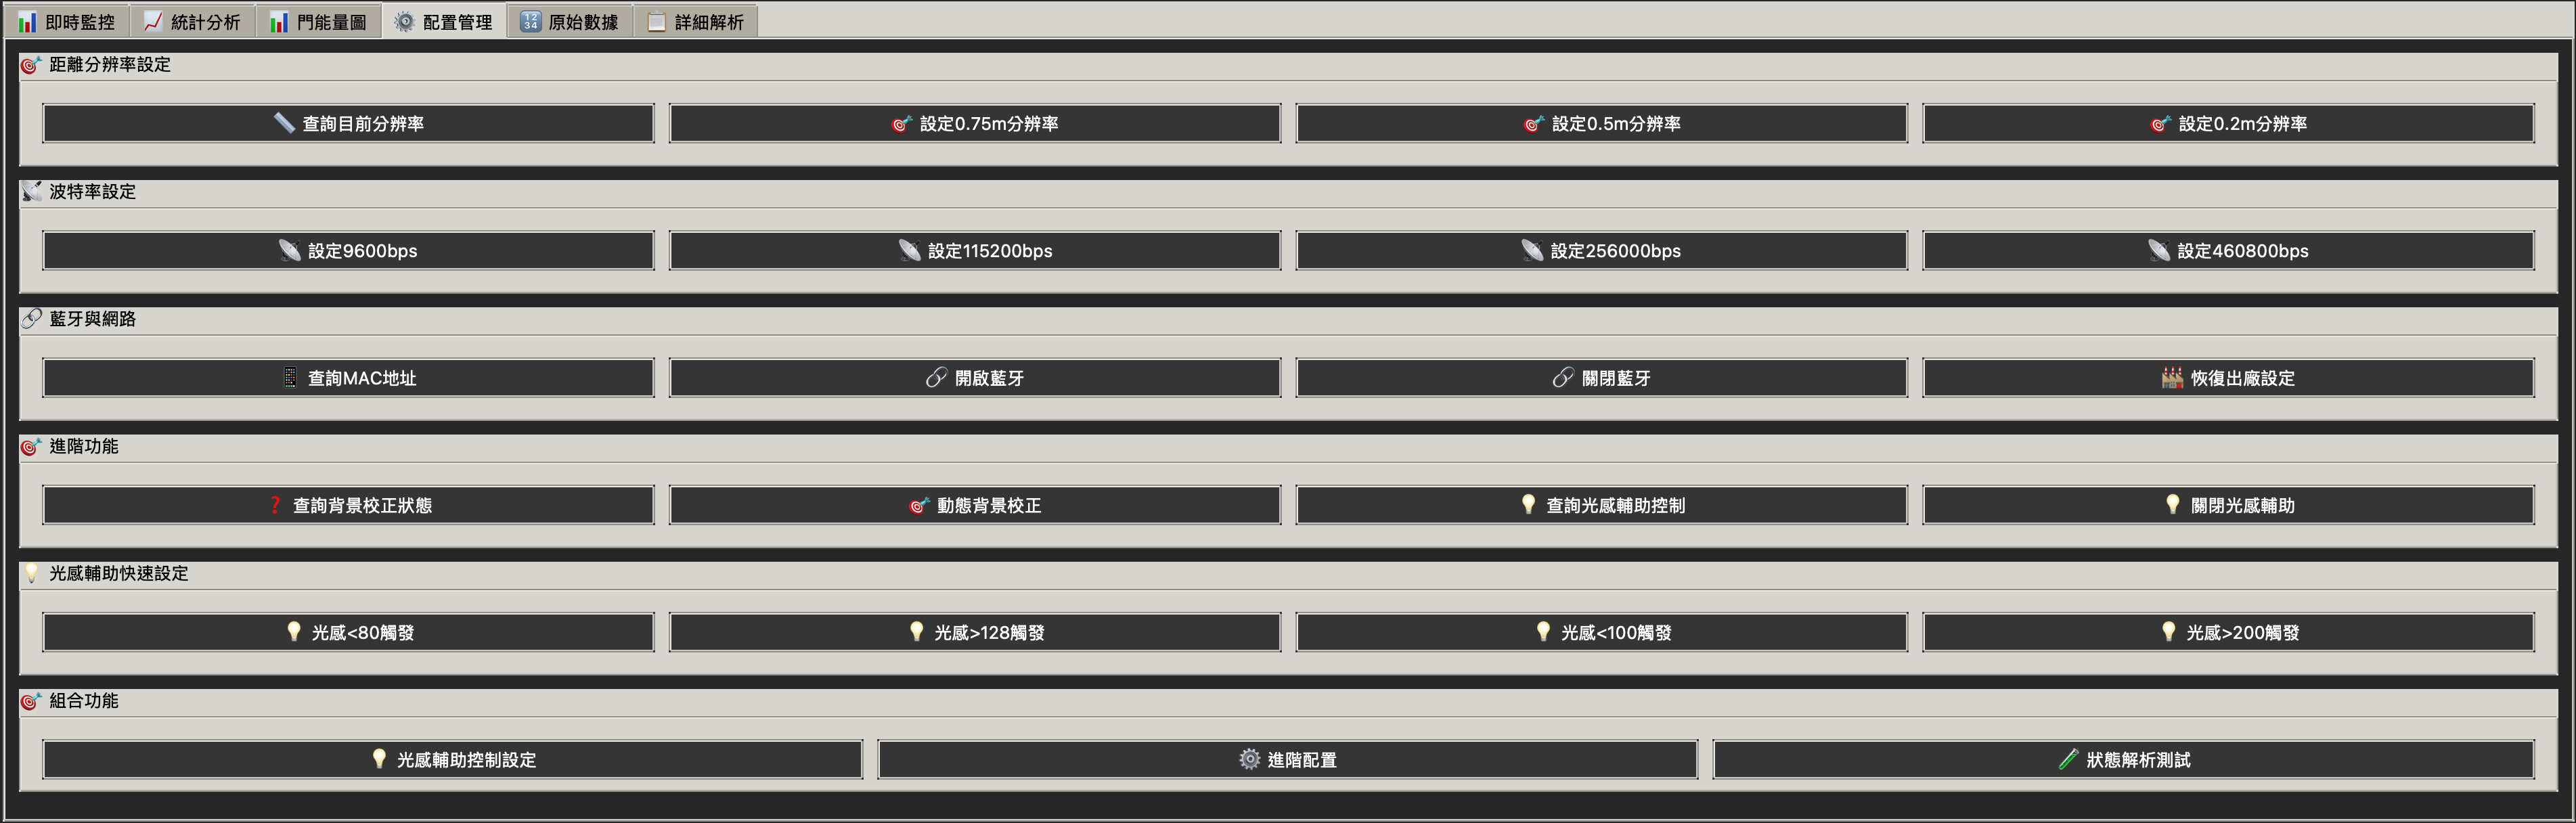 即時監控 統計分析 門能量圖 配置管理 原始數據 詳細解析
距離分辨率設定
查詢目前分辨率 設定0.75m分辨率 設定0.5m分辨率 設定0.2m分辨率
波特率設定
設定9600bps 設定115200bps 設定256000bps 設定460800bps
藍牙與網路
查詢MAC地址 開啟藍牙 關閉藍牙 恢復出廠設定
進階功能
查詢背景校正狀態 動態背景校正 查詢光感輔助控制 關閉光感輔助
光感輔助快速設定
光感<80觸發 光感>128觸發 光感<100觸發 光感>200觸發
組合功能
光感輔助控制設定 進階配置 狀態解析測試